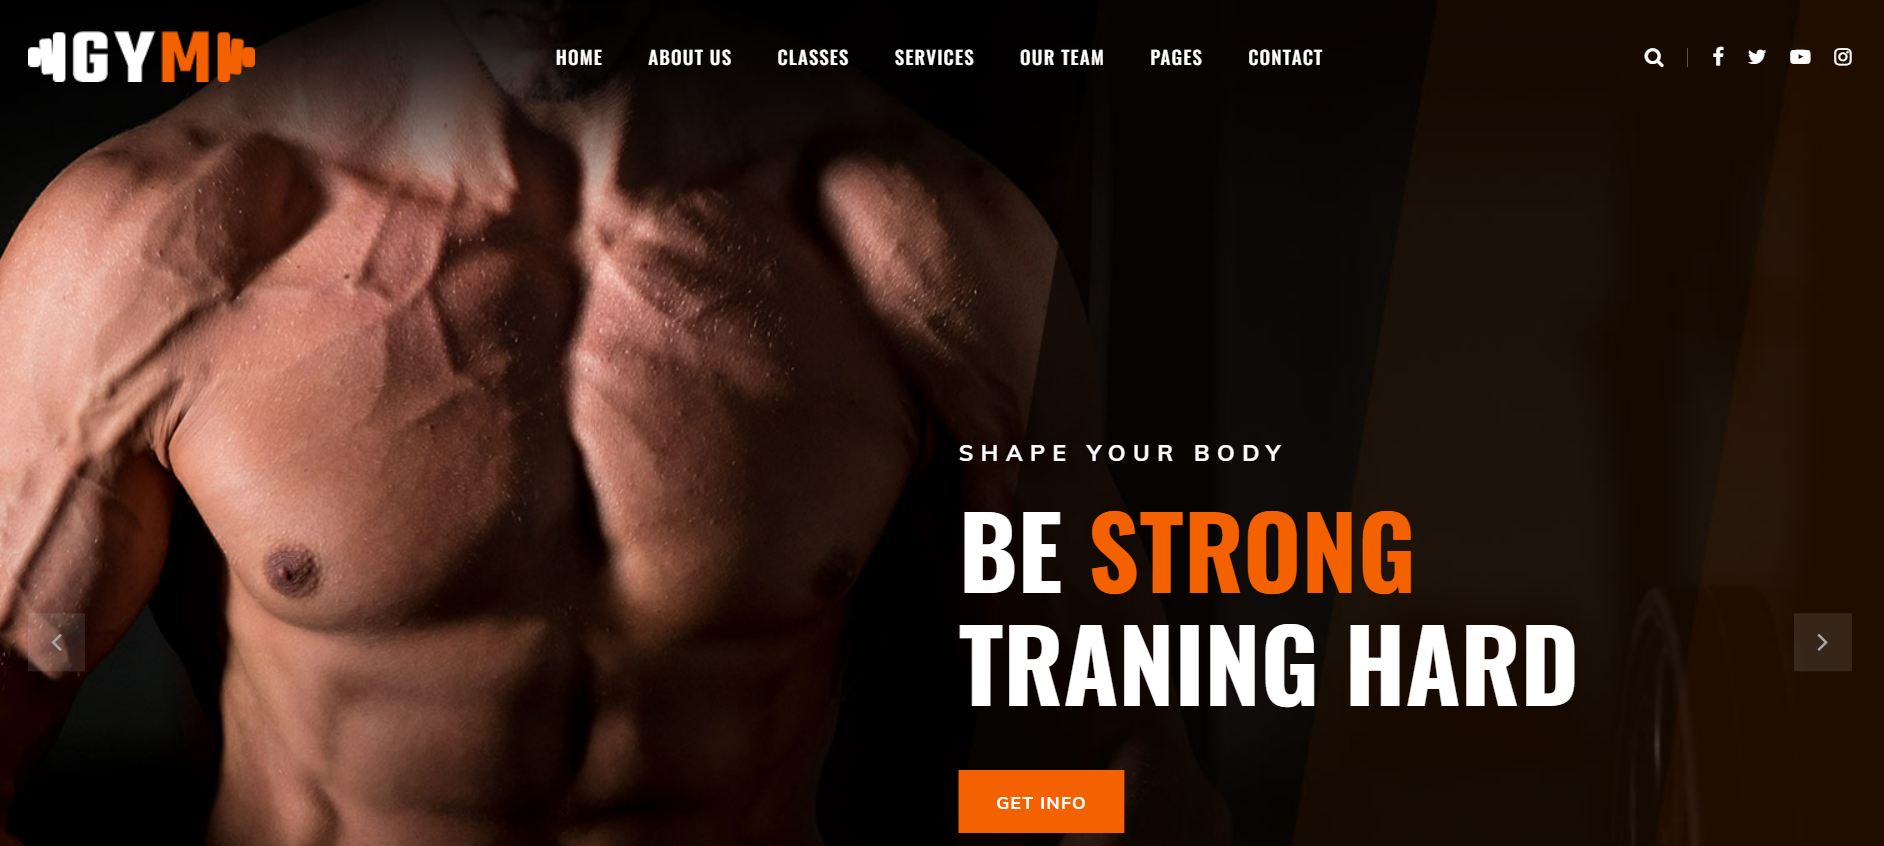 GYM
HOME ABOUT US CLASSES SERVICES OUR TEAM PAGES CONTACT
SHAPE YOUR BODY
BE STRONG
TRANING HARD
GET INFO